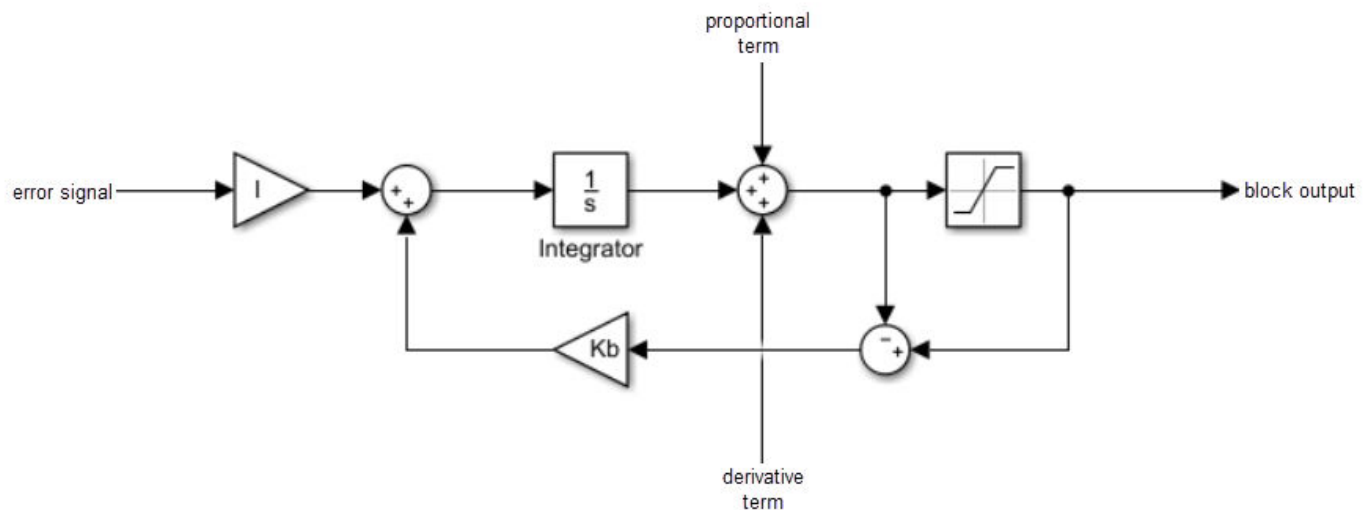 proportional
term
error signal
I
+
+
1
s
Integrator
+
+
+
block output
Kb
-
+
derivative
term